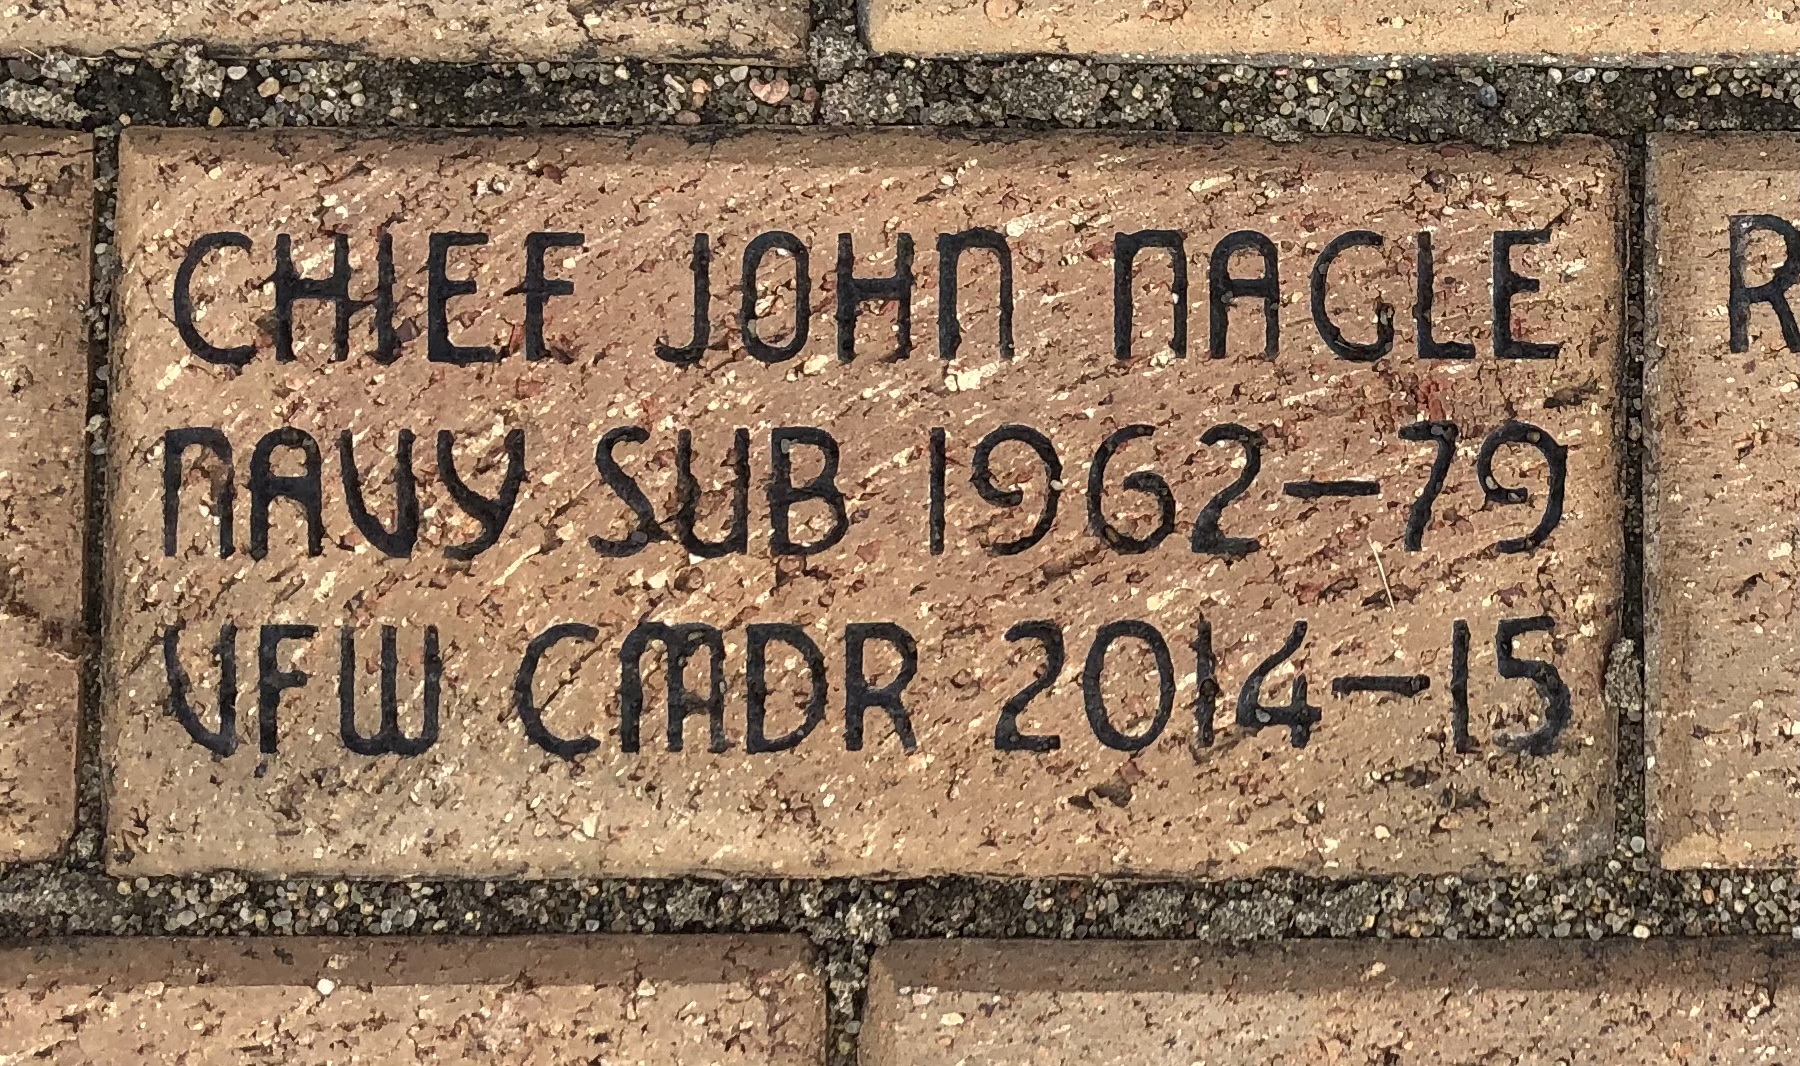 CHIEF JOHN NAGLE
NAVY SUB 1962-79
VFW CMDR 2014-15